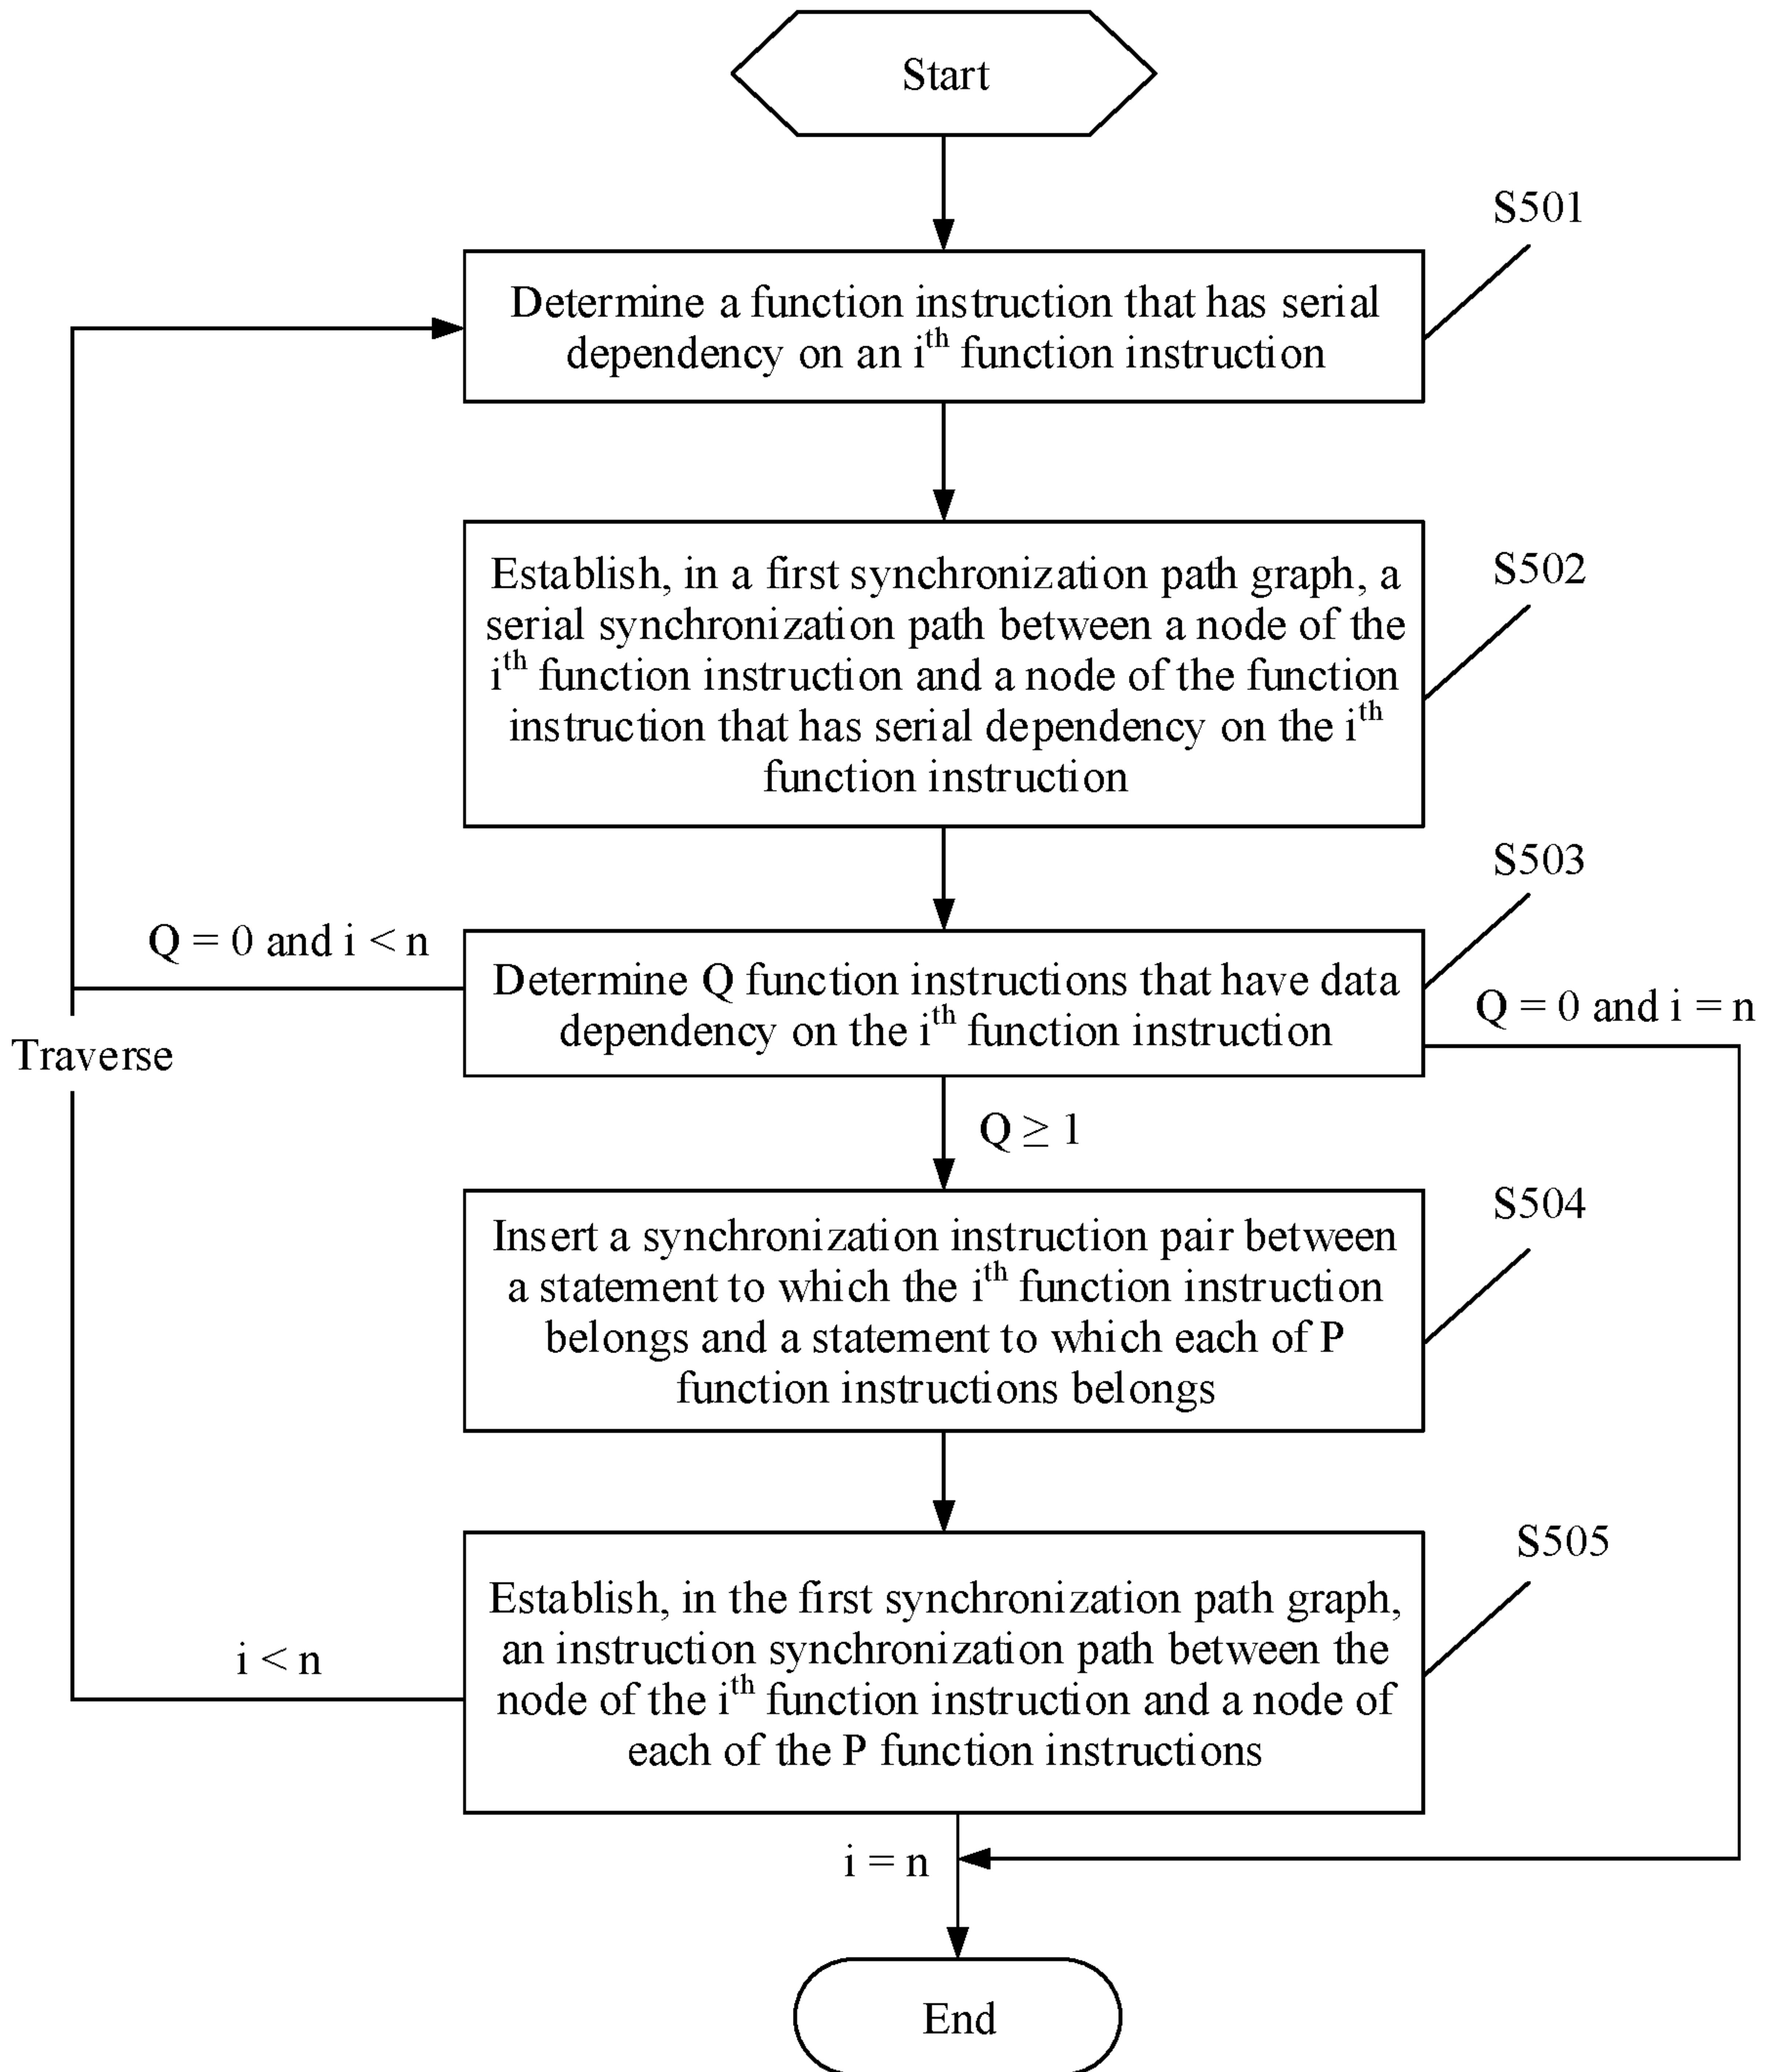 Start
S501
Determine a function instruction that has serial
dependency on an iᵗʰ function instruction
S502
Establish, in a first synchronization path graph, a
serial synchronization path between a node of the
iᵗʰ function instruction and a node of the function
instruction that has serial dependency on the iᵗʰ
function instruction
S503
Q = 0 and i < n
Determine Q function instructions that have data
dependency on the iᵗʰ function instruction
Q = 0 and i = n
Traverse
Q ≥ 1
S504
Insert a synchronization instruction pair between
a statement to which the iᵗʰ function instruction
belongs and a statement to which each of P
function instructions belongs
S505
Establish, in the first synchronization path graph,
an instruction synchronization path between the
node of the iᵗʰ function instruction and a node of
each of the P function instructions
i < n
i = n
End